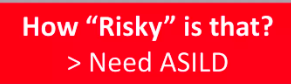 How “Risky” is that?
> Need ASILD